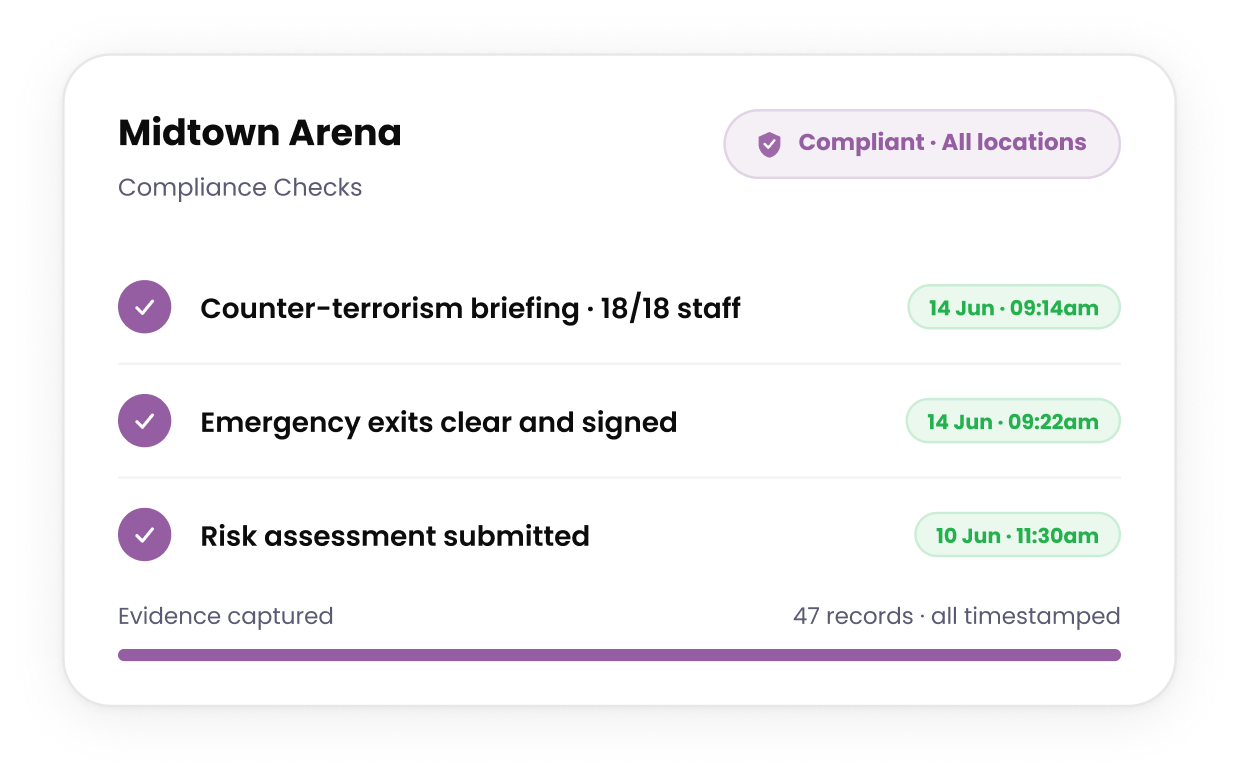 Midtown Arena
Compliant · All locations
Compliance Checks
Counter-terrorism briefing · 18/18 staff
14 Jun · 09:14am
Emergency exits clear and signed
14 Jun · 09:22am
Risk assessment submitted
10 Jun · 11:30am
Evidence captured
47 records · all timestamped